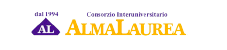 dal 1994 Consorzio Interuniversitario
AL ALMALAUREA